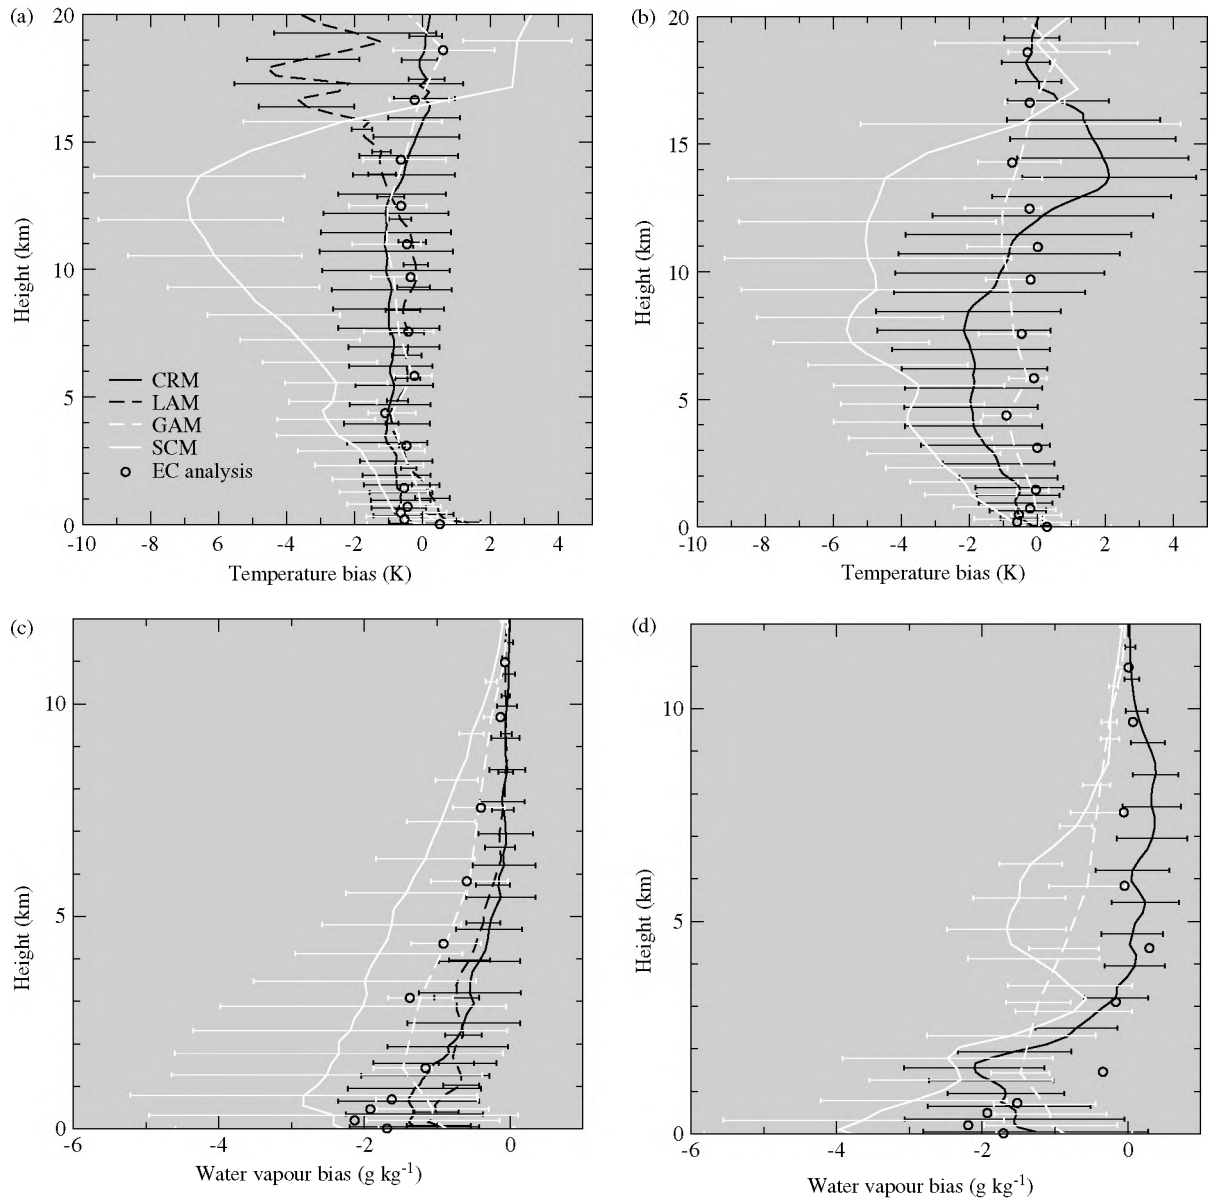 (a)
20
15
10
5
0
Height (km)
CRM
LAM
GAM
SCM
EC analysis
-10 -8 -6 -4 -2 0 2 4
Temperature bias (K)
(b)
20
15
10
5
0
Height (km)
-10 -8 -6 -4 -2 0 2 4
Temperature bias (K)
(c)
10
5
0
Height (km)
-6 -4 -2 0
Water vapour bias (g kg⁻¹)
(d)
10
5
0
Height (km)
-6 -4 -2 0
Water vapour bias (g kg⁻¹)